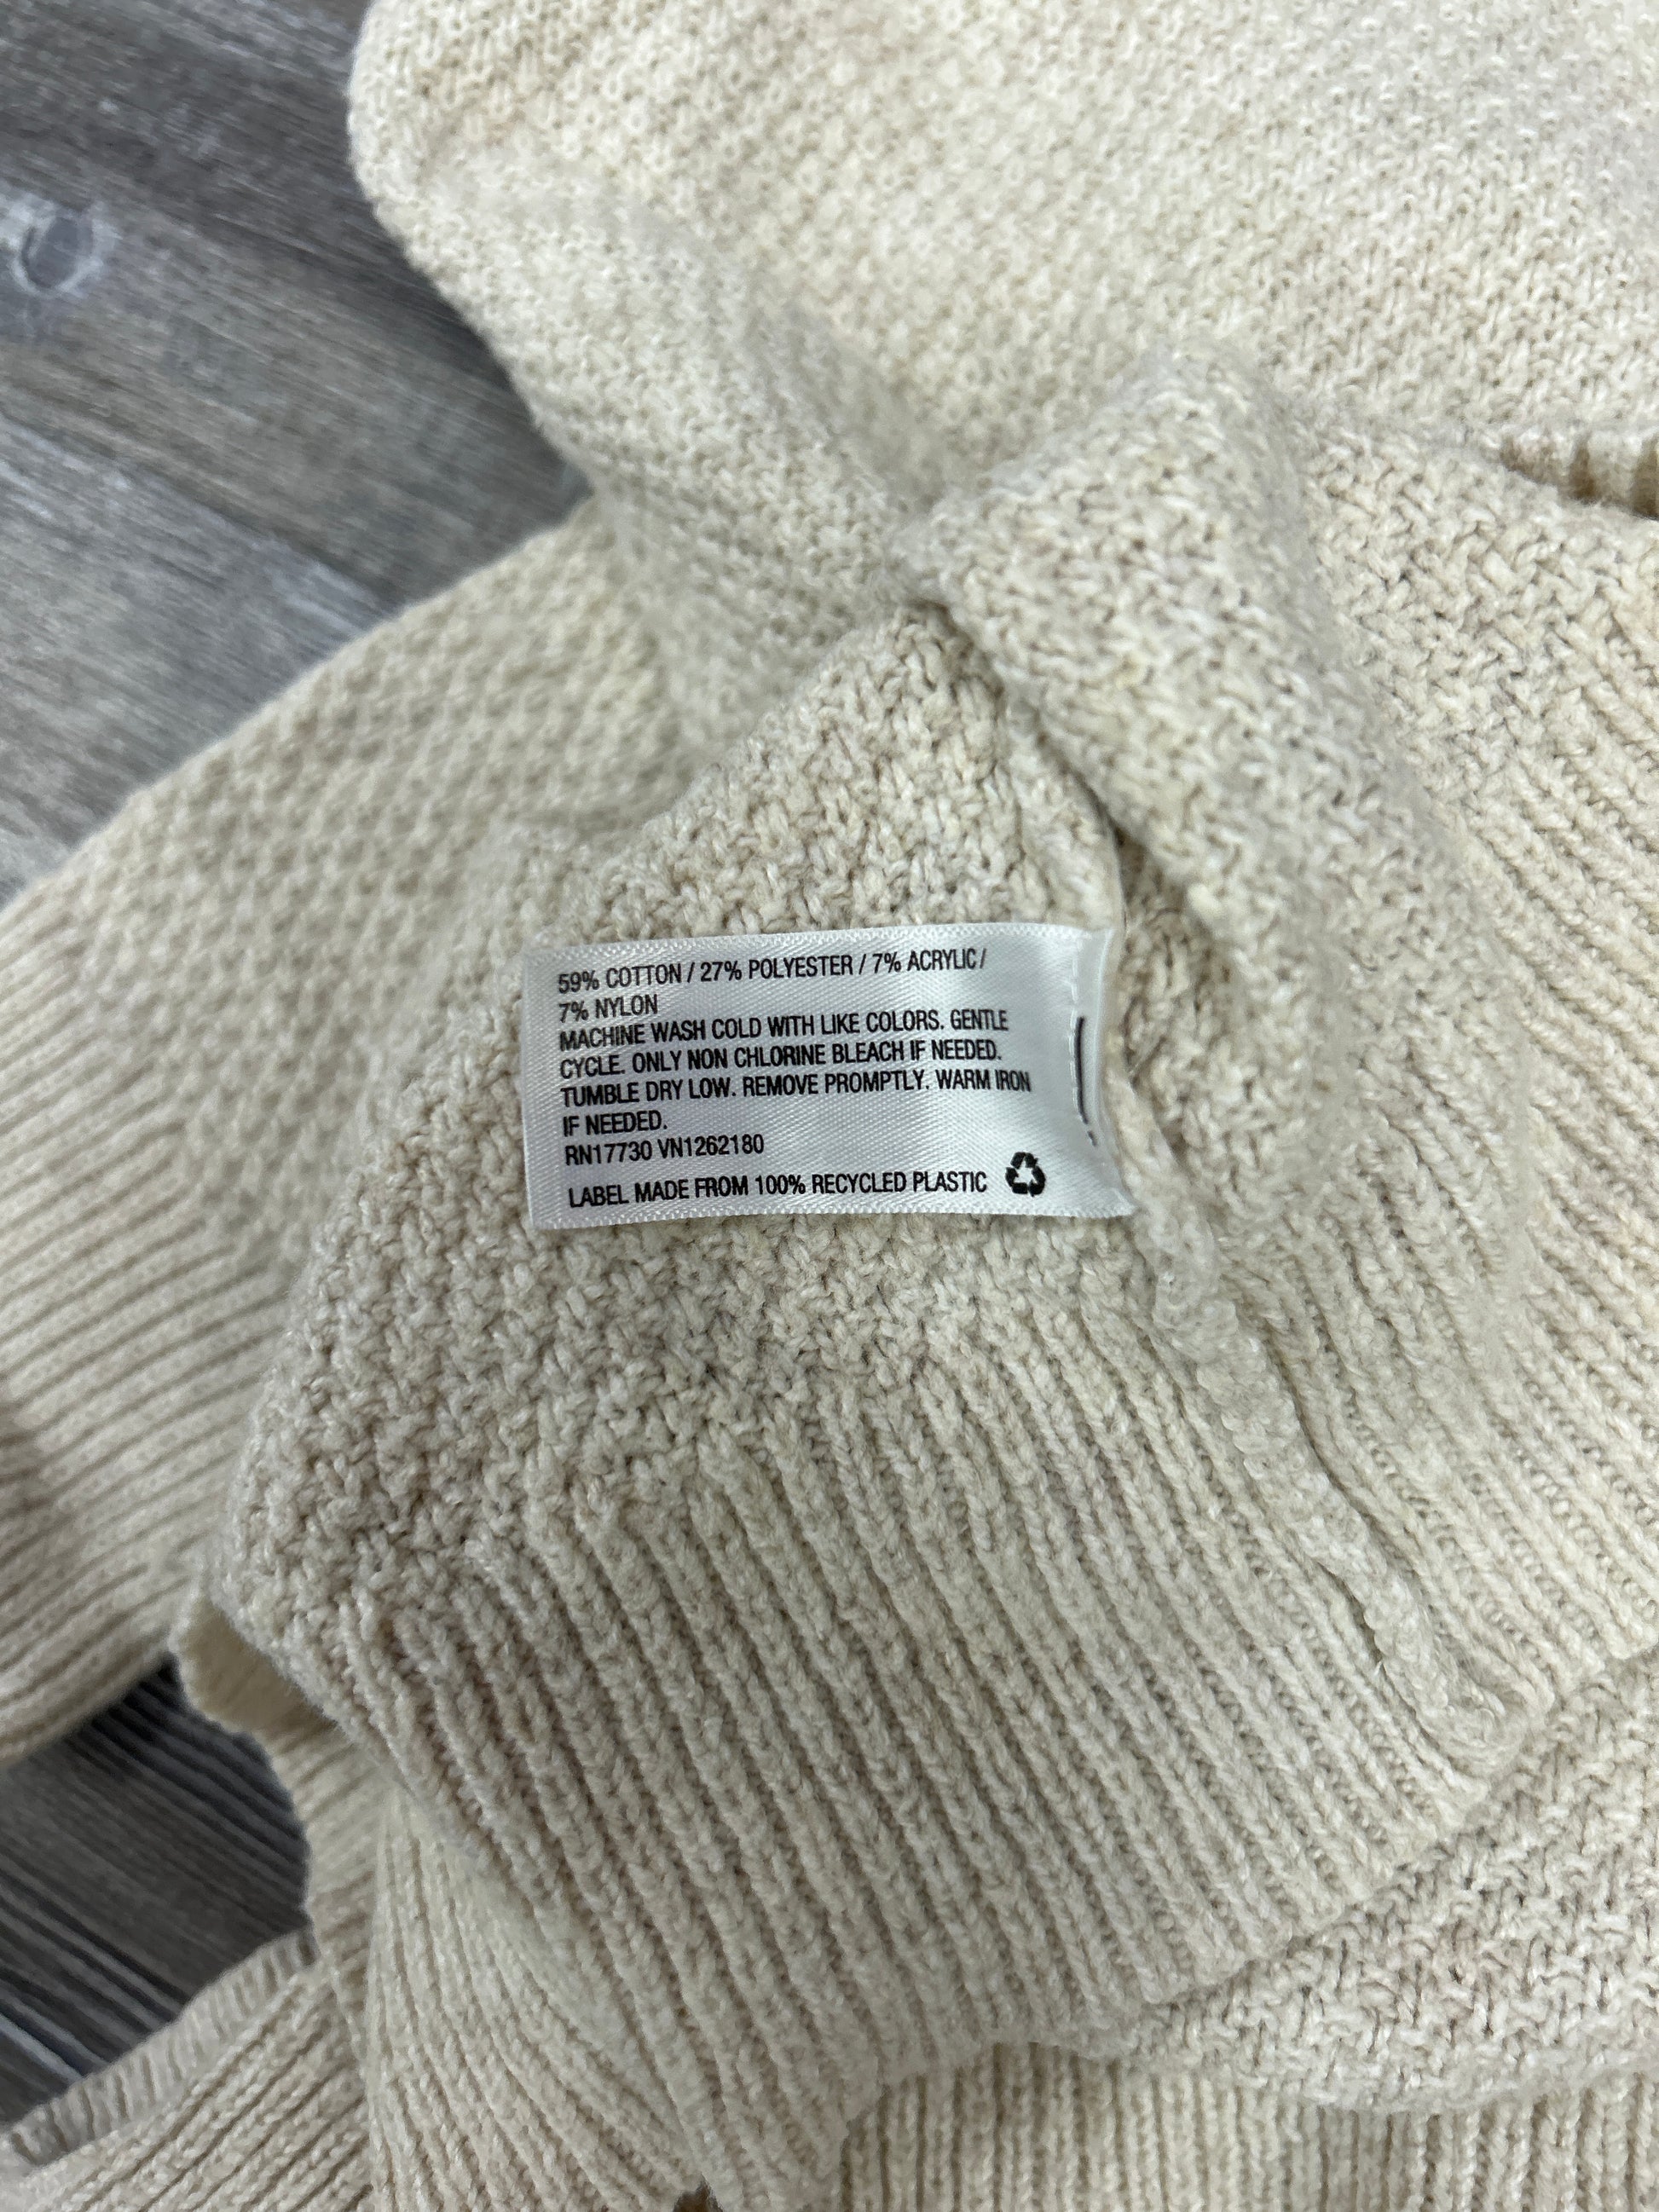 59% COTTON / 27% POLYESTER / 7% ACRYLIC /
7% NYLON
MACHINE WASH COLD WITH LIKE COLORS. GENTLE
CYCLE. ONLY NON CHLORINE BLEACH IF NEEDED.
TUMBLE DRY LOW. REMOVE PROMPTLY. WARM IRON
IF NEEDED.
RN17730 VN1262180
LABEL MADE FROM 100% RECYCLED PLASTIC